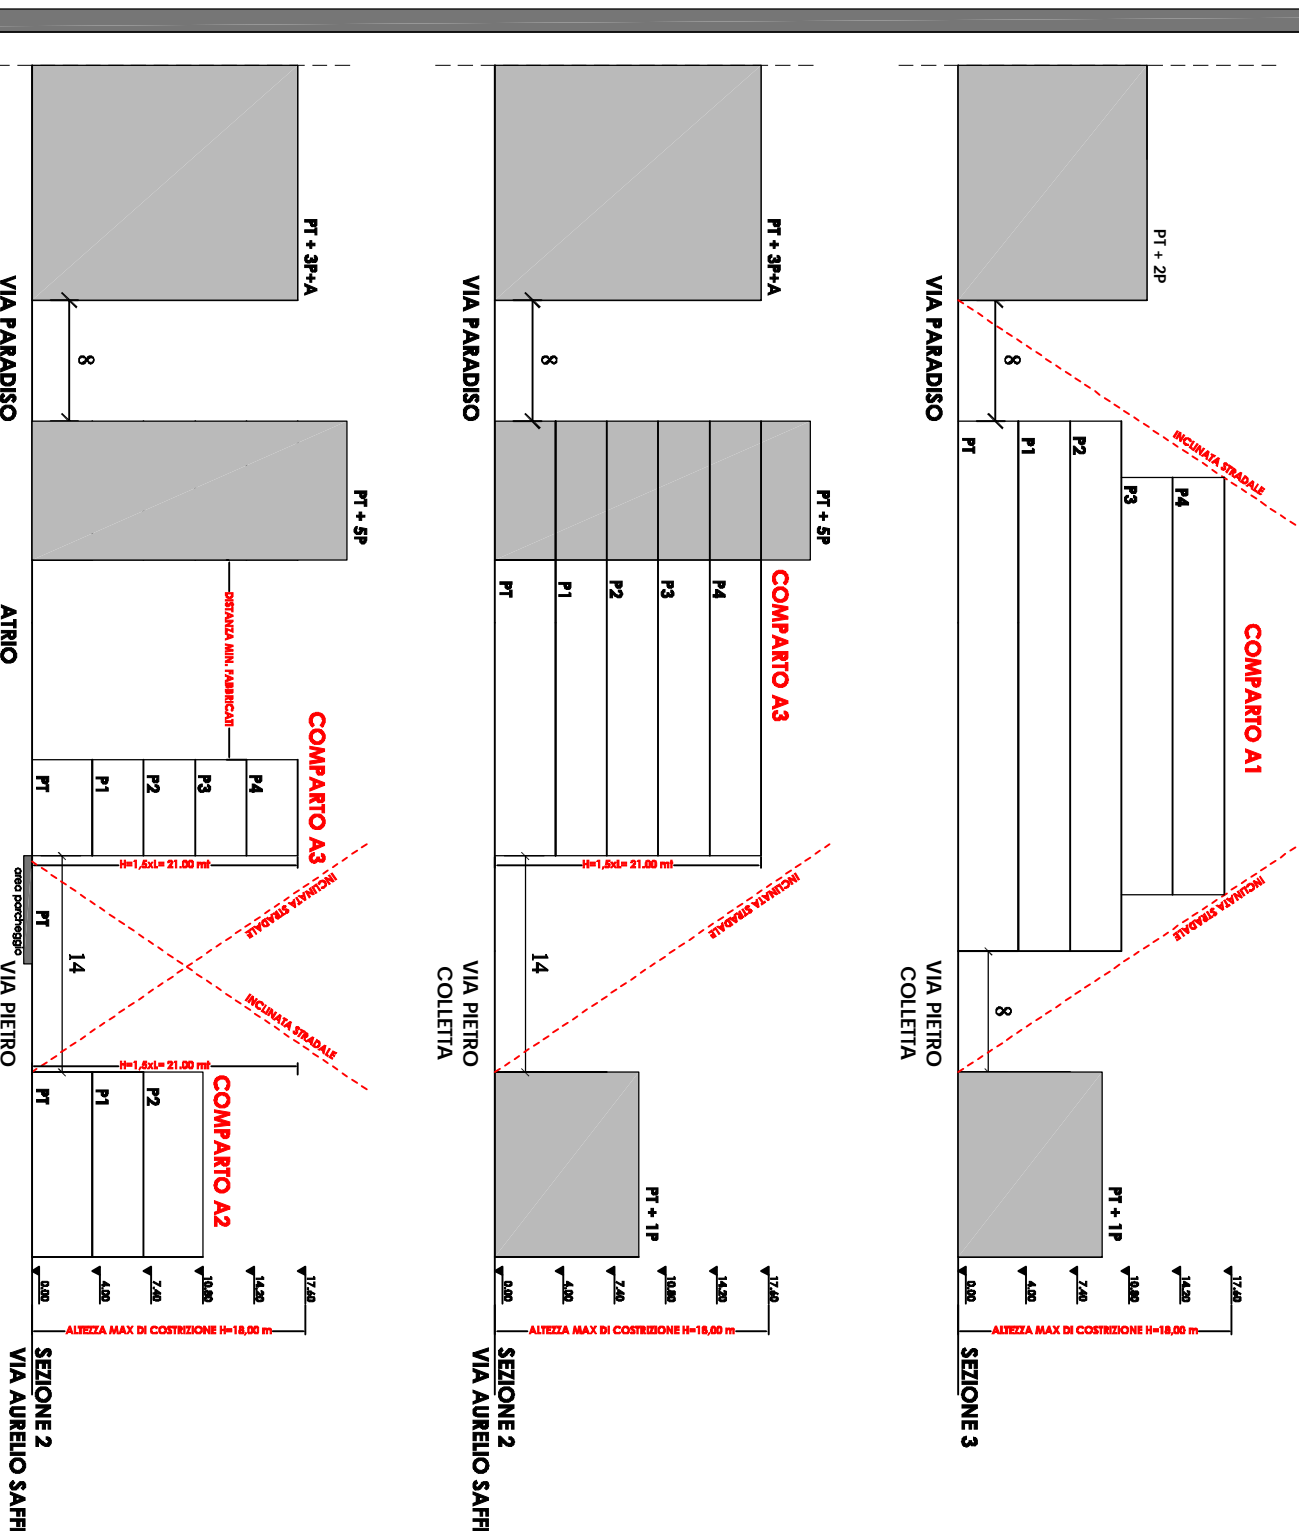 PT + 2P
VIA PARADISO
8
INCLINATA STRADALE
COMPARTO A1
PT
P1
P2
P3
P4
INCLINATA
STRADALE
8
VIA PIETRO
COLLETTA
PT + 1P
0.00
4.00
7.40
10.80
14.20
17.60
ALTEZZA MAX DI COSTRIZIONE H=18,00 m
SEZIONE 3
PT + 3P+A
VIA PARADISO
8
PT + 5P
COMPARTO A3
PT
P1
P2
P3
P4
H=1,5xL= 21.00 mt
INCLINATA
STRADALE
14
VIA PIETRO
COLLETTA
PT + 1P
0.00
4.00
7.40
10.80
14.20
17.60
ALTEZZA MAX DI COSTRIZIONE H=18,00 m
SEZIONE 2
VIA AURELIO SAFFI
PT + 3P+A
VIA PARADISO
8
PT + 5P
ATRIO
DISTANZA MIN. FABBRICATI
COMPARTO A3
PT
P1
P2
P3
P4
H=1,5xL= 21.00 mt
INCLINATA
STRADALE
area parcheggio
PT
14
VIA PIETRO
INCLINATA STRADALE
H=1,5xL= 21.00 mt
COMPARTO A2
PT
P1
P2
0.00
4.00
7.40
10.80
14.20
17.60
ALTEZZA MAX DI COSTRIZIONE H=18,00 m
SEZIONE 2
VIA AURELIO SAFFI